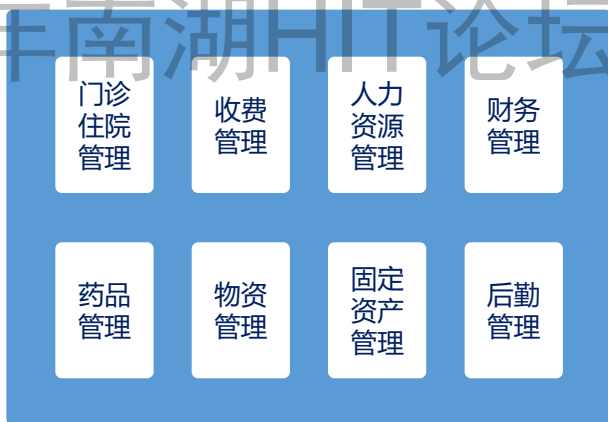 南湖HIT论坛
门诊
住院
管理
收费
管理
人力
资源
管理
财务
管理
药品
管理
物资
管理
固定
资产
管理
后勤
管理